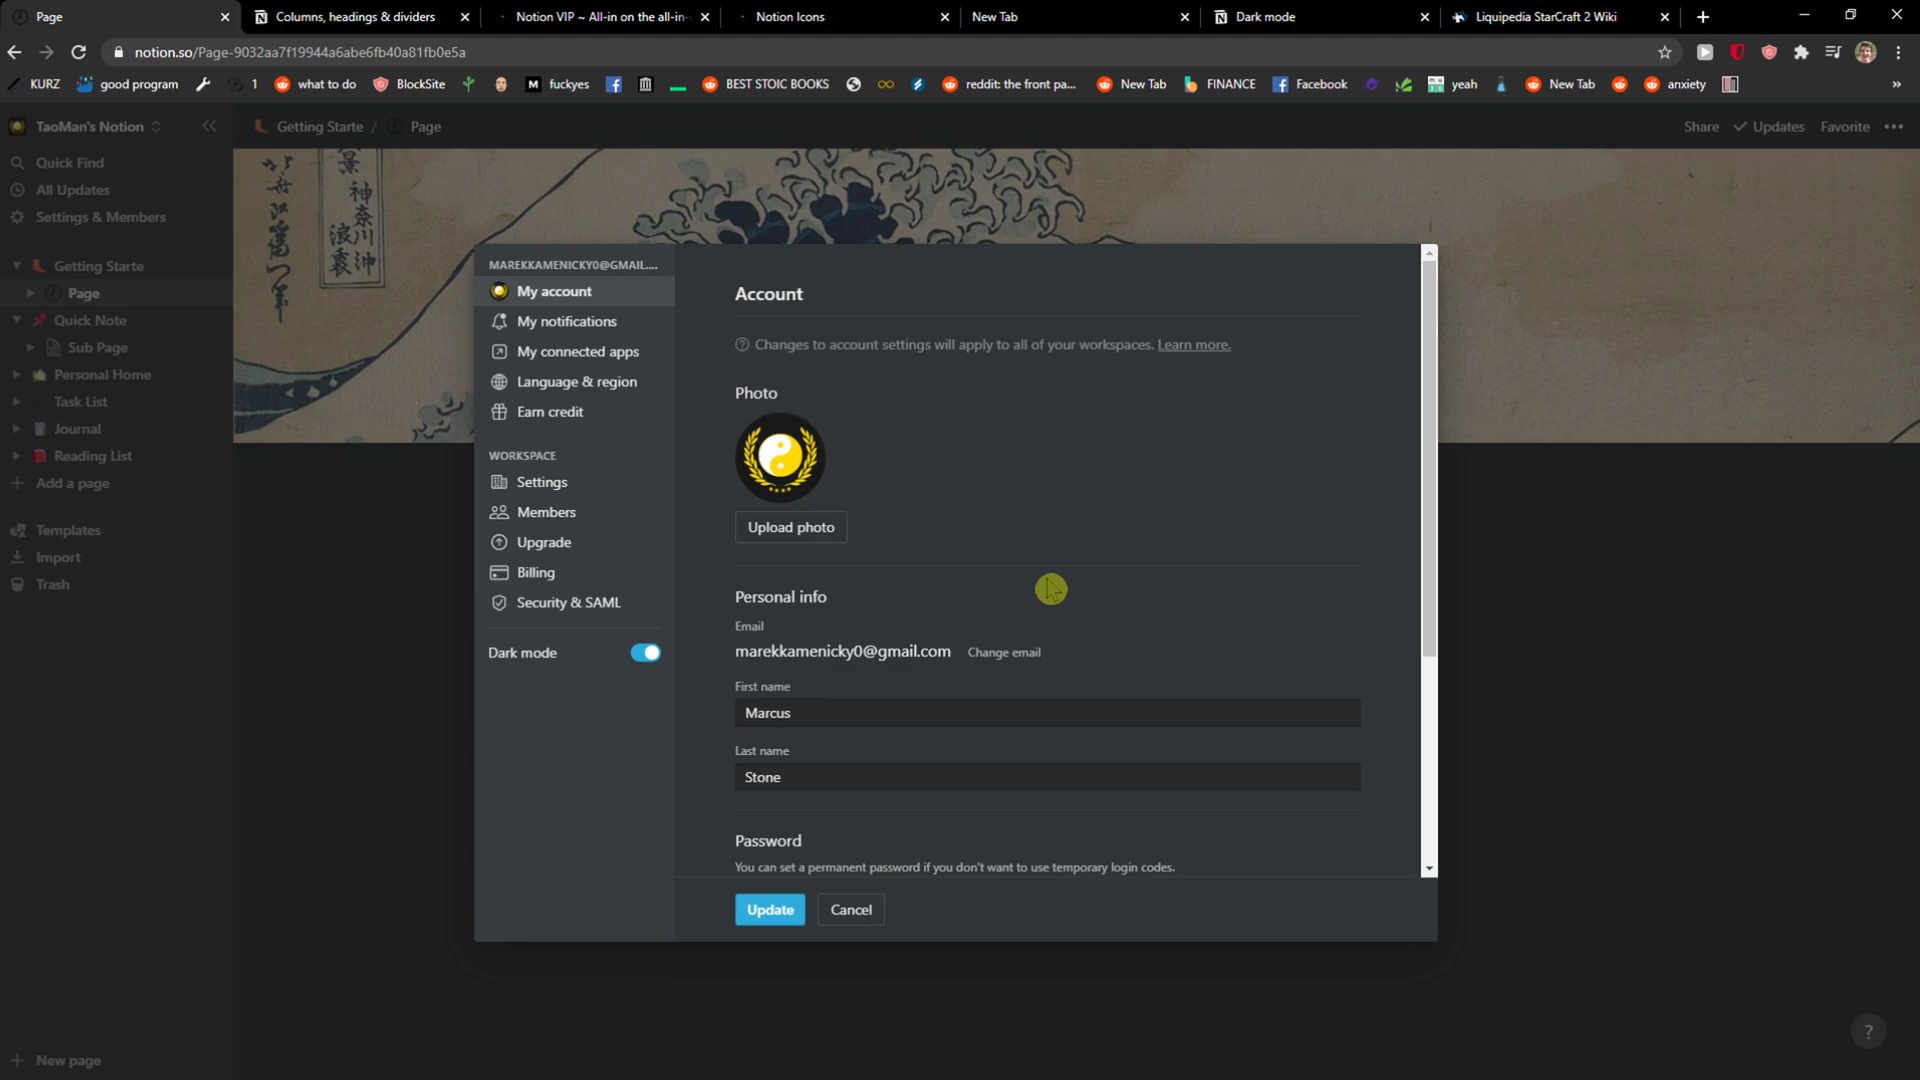 Page
Columns, headings & dividers
Notion VIP ~ All-in on the all-in-
Notion Icons
New Tab
Dark mode
Liquipedia StarCraft 2 Wiki
notion.so/Page-9032aa7f19944a6abe6fb40a81fb0e5a
KURZ
good program
1
what to do
BlockSite
fuckyes
BEST STOIC BOOKS
reddit: the front pa...
New Tab
FINANCE
Facebook
yeah
New Tab
anxiety
»
TaoMan's Notion
Getting Starte / Page
Share
Updates
Favorite
Quick Find
All Updates
Settings & Members
Getting Starte
Page
Quick Note
Sub Page
Personal Home
Task List
Journal
Reading List
Add a page
Templates
Import
Trash
New page
神奈川
浪裏
MAREKKAMENICKY0@GMAIL....
My account
My notifications
My connected apps
Language & region
Earn credit
WORKSPACE
Settings
Members
Upgrade
Billing
Security & SAML
Dark mode
Account
Changes to account settings will apply to all of your workspaces. Learn more.
Photo
Upload photo
Personal info
Email
marekkamenicky0@gmail.com Change email
First name
Marcus
Last name
Stone
Password
You can set a permanent password if you don't want to use temporary login codes.
Update
Cancel
?